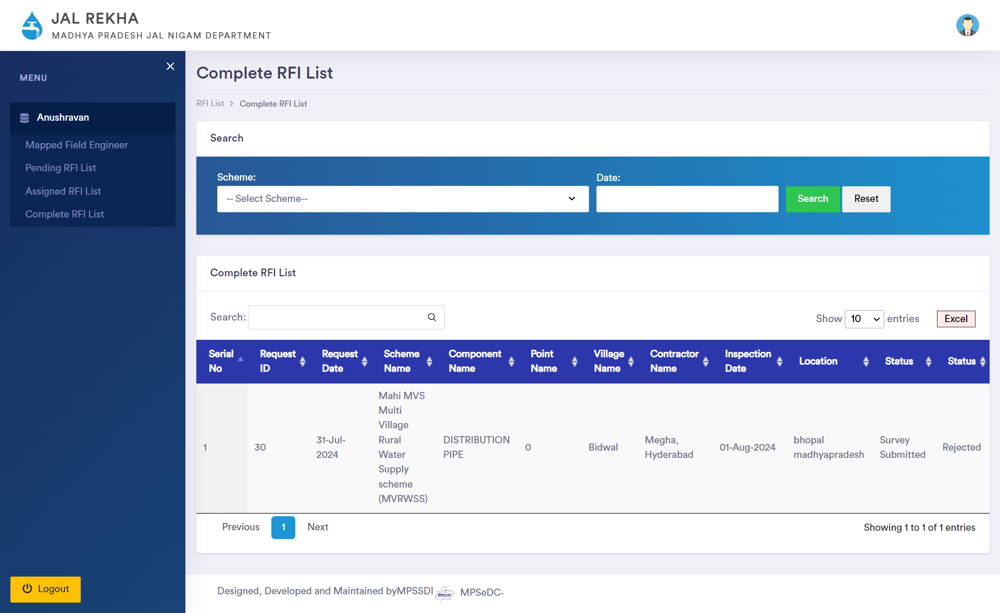 JAL REKHA
MADHYA PRADESH JAL NIGAM DEPARTMENT
MENU
Anushravan
Mapped Field Engineer
Pending RFI List
Assigned RFI List
Complete RFI List
Logout
Complete RFI List
RFI List > Complete RFI List
Search
Scheme:
Date:
-- Select Scheme--
Search
Reset
Complete RFI List
Search:
Show 10 entries
Excel
Serial No
Request ID
Request Date
Scheme Name
Component Name
Point Name
Village Name
Contractor Name
Inspection Date
Location
Status
Status
1
30
31-Jul-
2024
Mahi MVS
Multi
Village
Rural
Water
Supply
scheme
(MVRWSS)
DISTRIBUTION
PIPE
0
Bidwal
Megha,
Hyderabad
01-Aug-2024
bhopal
madhyapradesh
Survey
Submitted
Rejected
Previous 1 Next
Showing 1 to 1 of 1 entries
Designed, Developed and Maintained byMPSSDI MPSeDC.